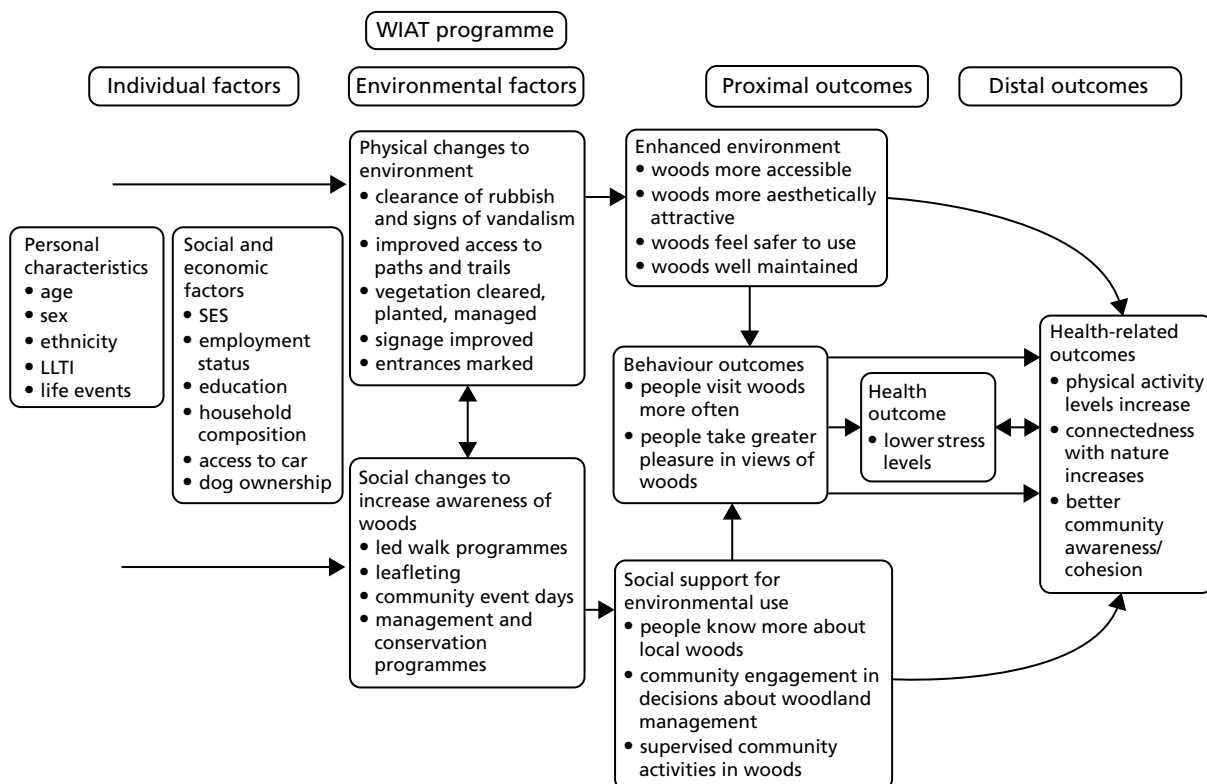 WIAT programme
Individual factors
Environmental factors
Proximal outcomes
Distal outcomes
Personal
characteristics
• age
• sex
• ethnicity
• LLTI
• life events
Social and
economic
factors
• SES
• employment
status
• education
• household
composition
• access to car
• dog ownership
Physical changes to
environment
• clearance of rubbish
and signs of vandalism
• improved access to
paths and trails
• vegetation cleared,
planted, managed
• signage improved
• entrances marked
Social changes to
increase awareness of
woods
• led walk programmes
• leafleting
• community event days
• management and
conservation
programmes
Enhanced environment
• woods more accessible
• woods more aesthetically
attractive
• woods feel safer to use
• woods well maintained
Behaviour outcomes
• people visit woods
more often
• people take greater
pleasure in views of
woods
Social support for
environmental use
• people know more about
local woods
• community engagement in
decisions about woodland
management
• supervised community
activities in woods
Health
outcome
• lower stress
levels
Health-related
outcomes
• physical activity
levels increase
• connectedness
with nature
increases
• better
community
awareness/
cohesion